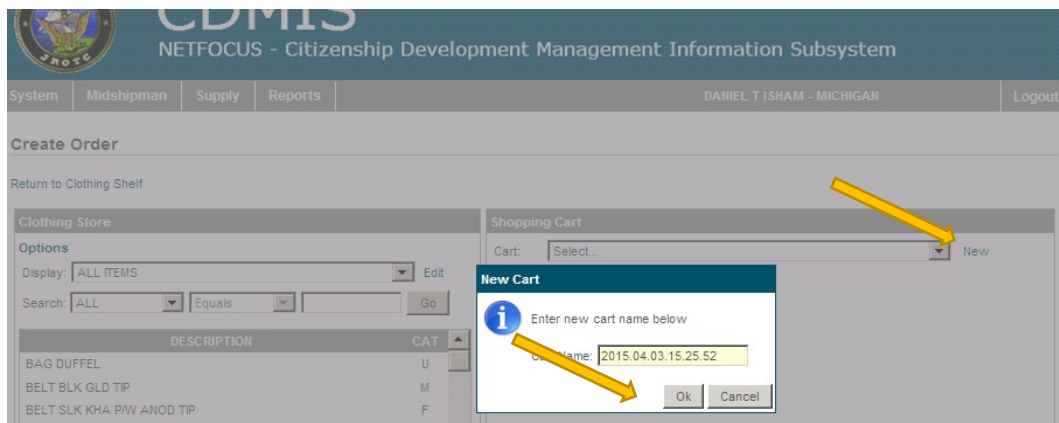 CDMIS
NETFOCUS - Citizenship Development Management Information Subsystem
JROTC
System Midshipman Supply Reports DANIEL T ISHAM - MICHIGAN Logout
Create Order
Return to Clothing Shelf
Clothing Store
Options
Display: ALL ITEMS Edit
Search: ALL Equals Go
DESCRIPTION CAT
BAG DUFFEL U
BELT BLK GLD TIP M
BELT SLK KHA P/W ANOD TIP F
Shopping Cart
Cart: Select... New
New Cart
Enter new cart name below
Name: 2015.04.03.15.25.52
Ok Cancel